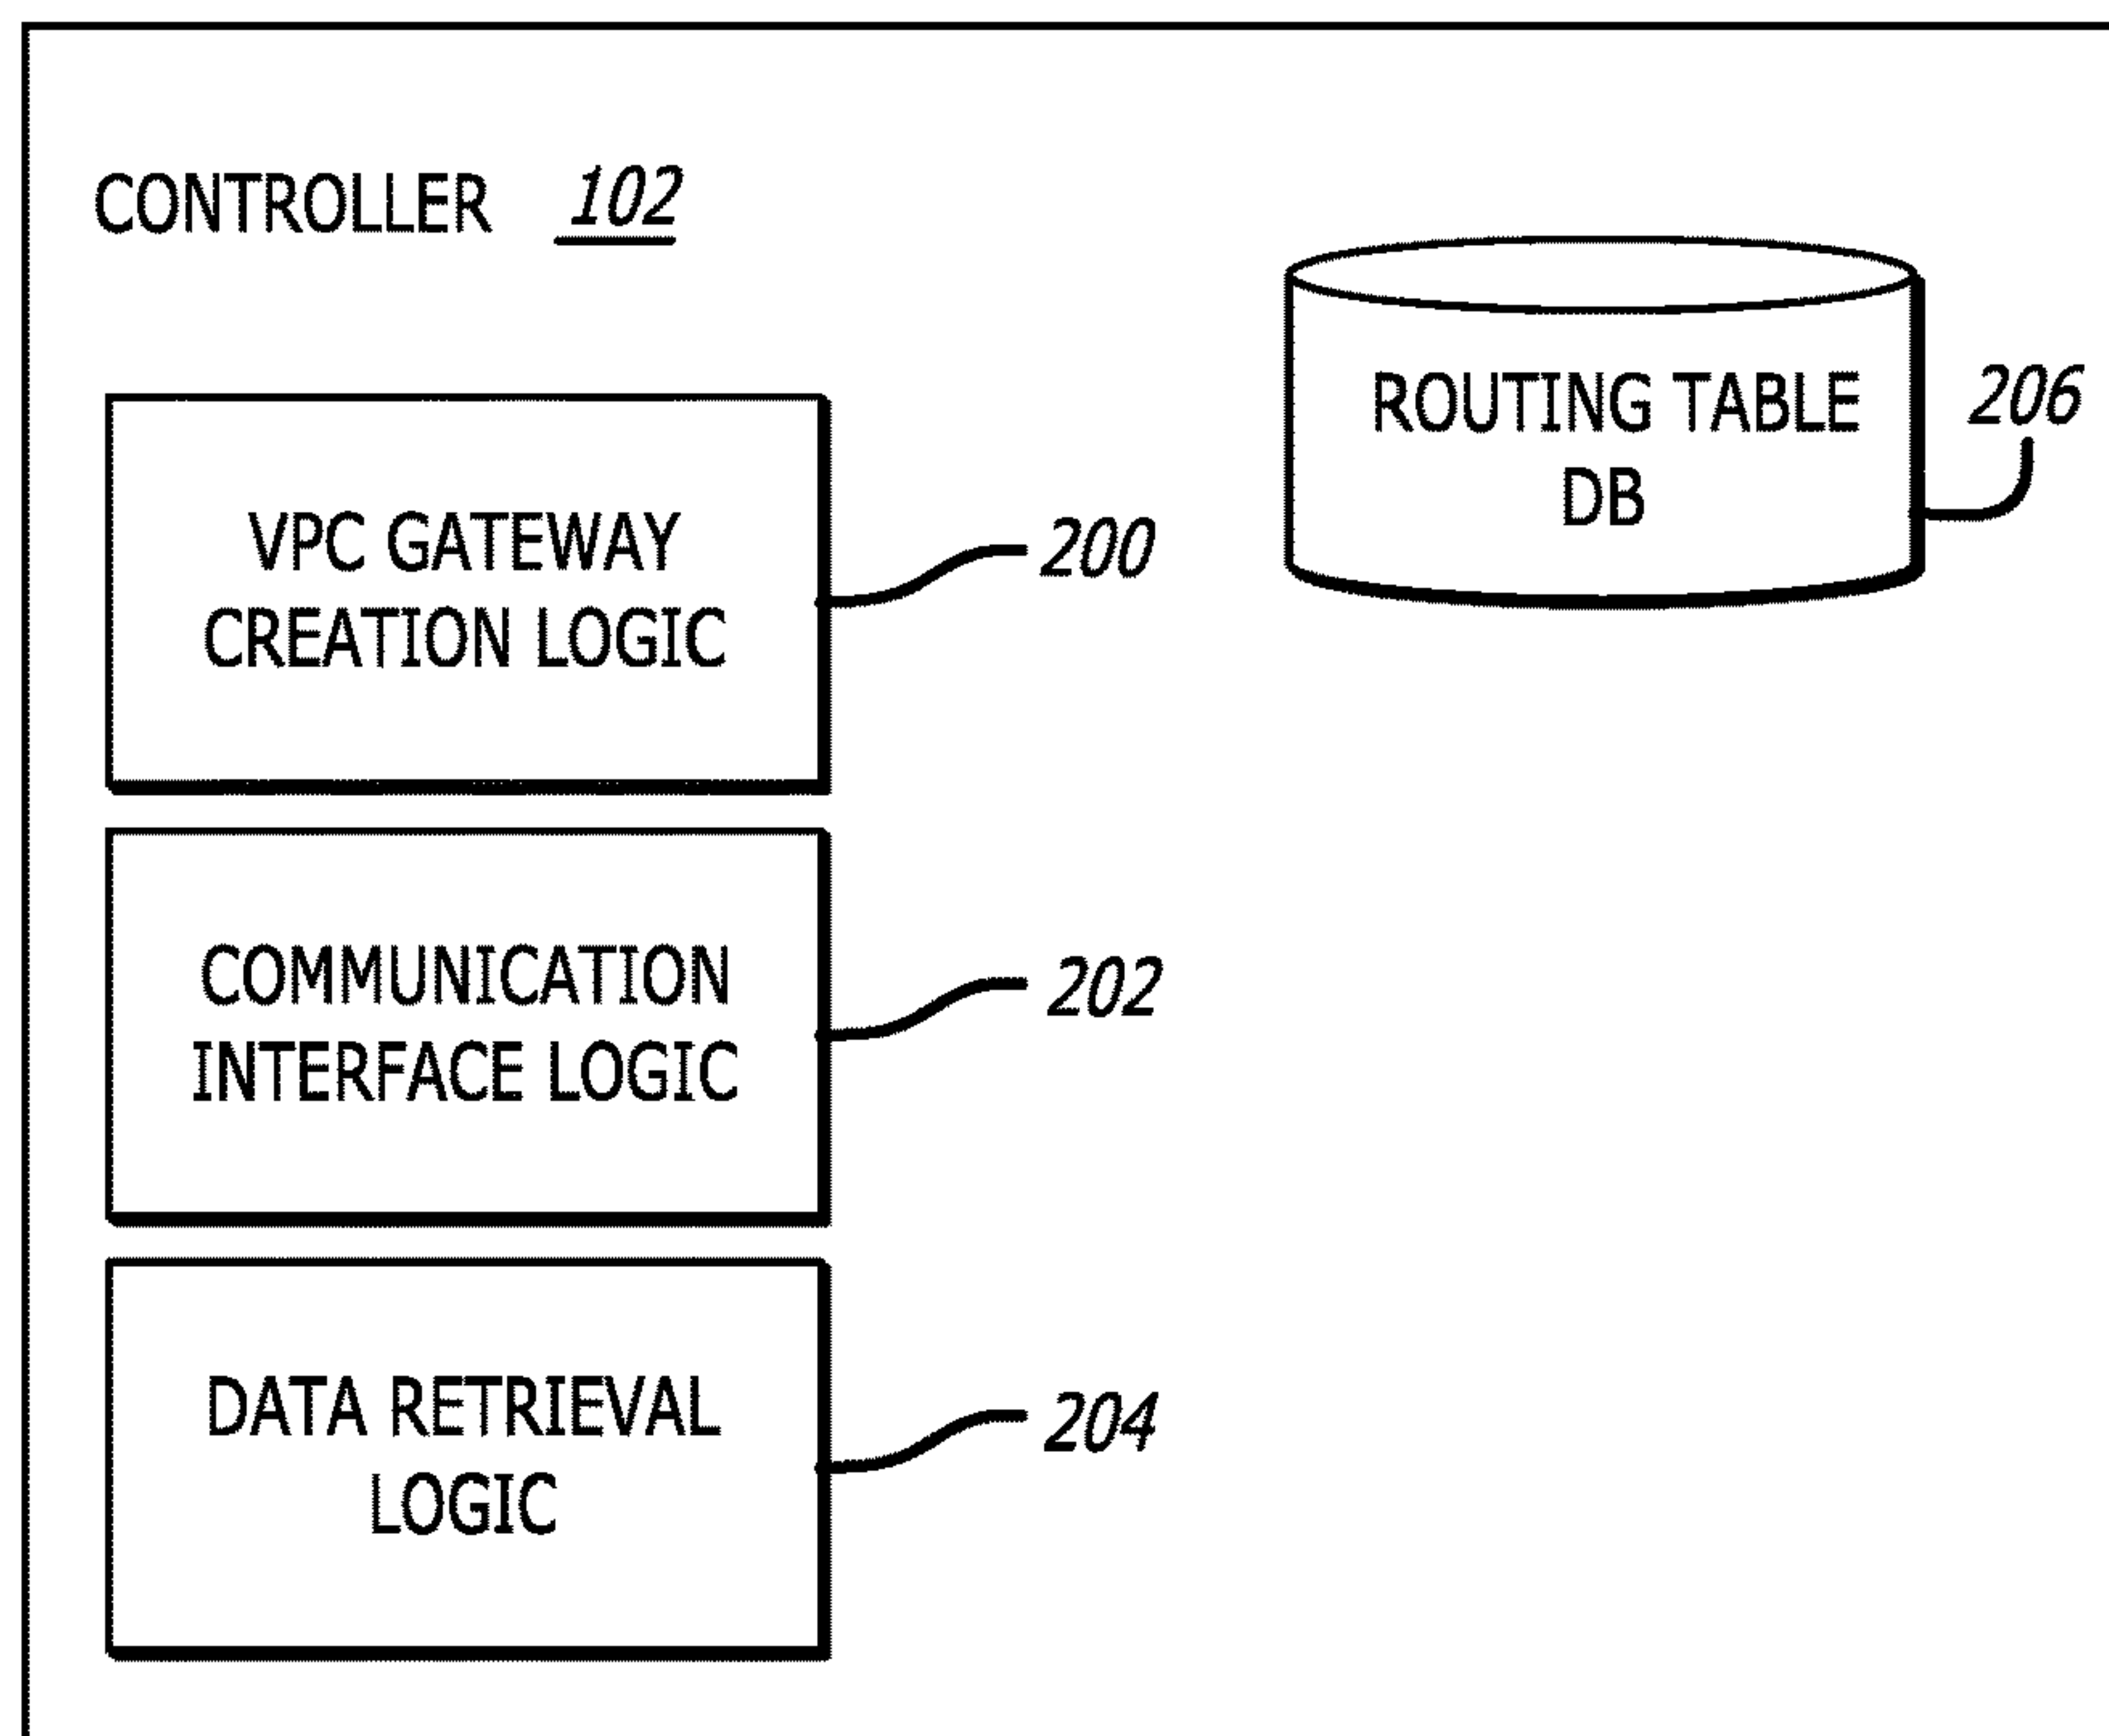 CONTROLLER 102
ROUTING TABLE
DB
206
VPC GATEWAY
CREATION LOGIC
200
COMMUNICATION
INTERFACE LOGIC
202
DATA RETRIEVAL
LOGIC
204